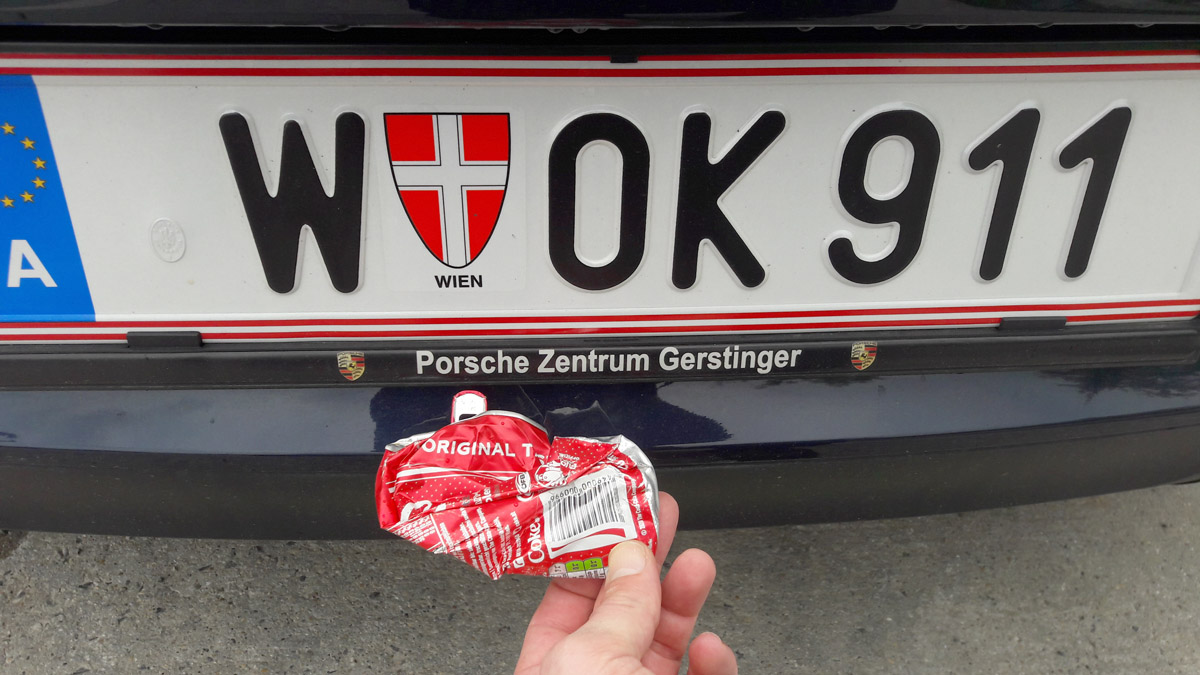 A
W OK 911
WIEN
Porsche Zentrum Gerstinger
ORIGINAL T
Coke